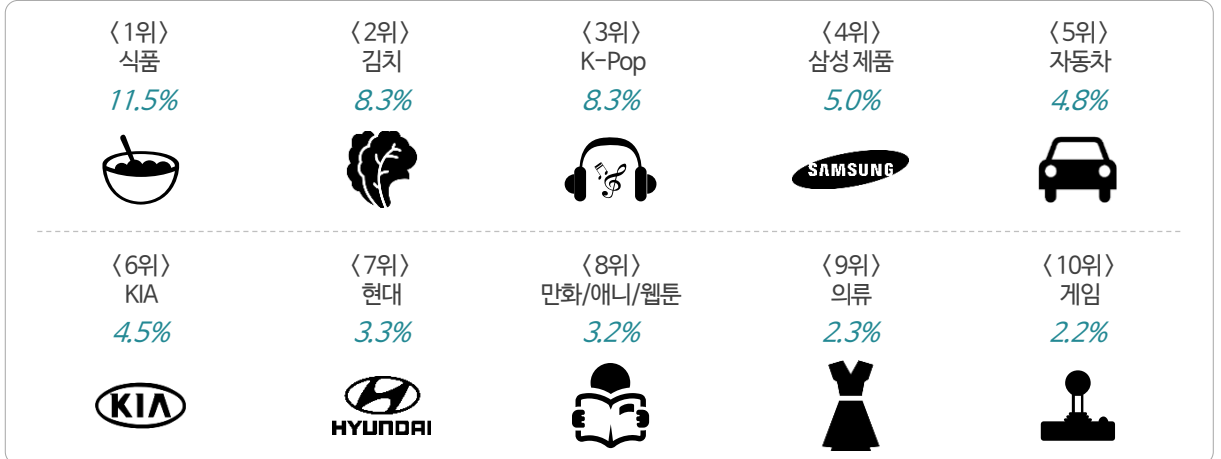 〈1위〉
식품
11.5%
〈2위〉
김치
8.3%
〈3위〉
K-Pop
8.3%
〈4위〉
삼성 제품
5.0%
SAMSUNG
〈5위〉
자동차
4.8%
〈6위〉
KIA
4.5%
KIA
〈7위〉
현대
3.3%
HYUNDAI
〈8위〉
만화/애니/웹툰
3.2%
〈9위〉
의류
2.3%
〈10위〉
게임
2.2%